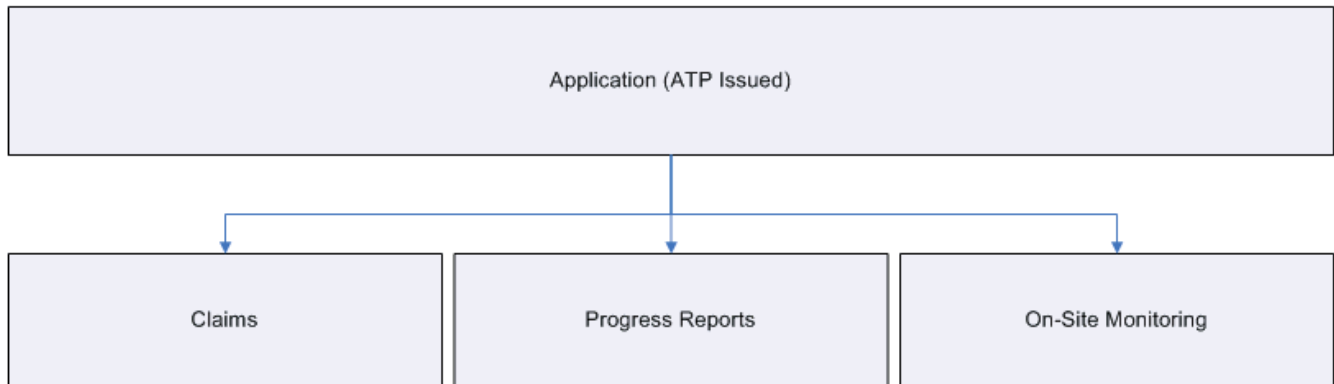 Application (ATP Issued)
Claims
Progress Reports
On-Site Monitoring